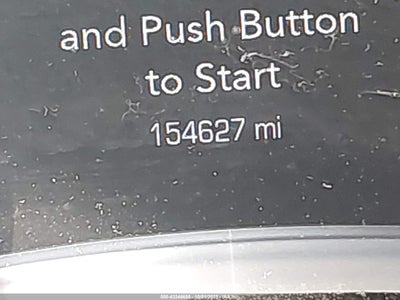 and Push Button
to Start
154627 mi